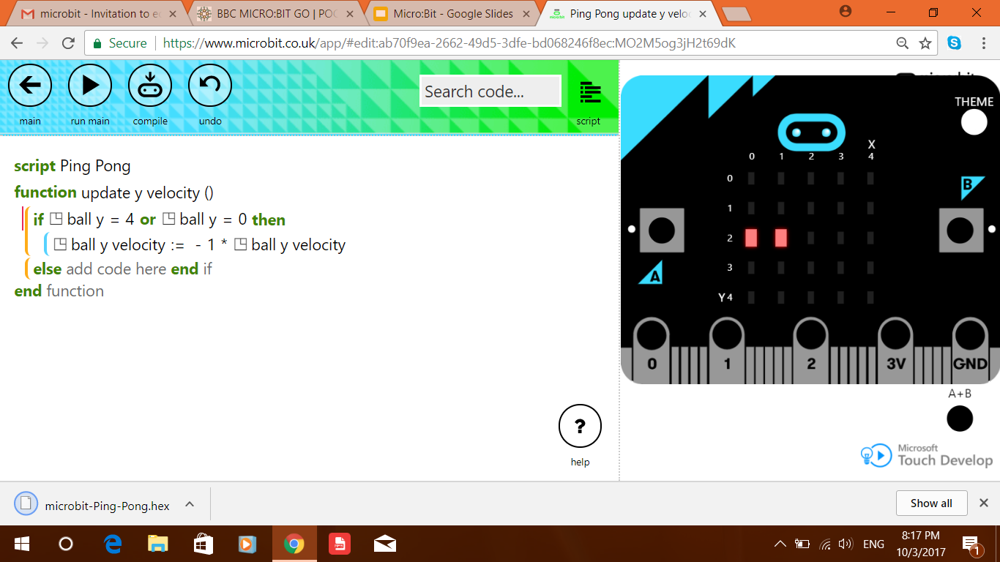 microbit - Invitation to e
BBC MICRO:BIT GO | POC
Micro:Bit - Google Slides
Ping Pong update y velo
Secure
https://www.microbit.co.uk/app/#edit:ab70f9ea-2662-49d5-3dfe-bd068246f8ec:MO2M5og3jH2t69dK
main
run main
compile
undo
Search code...
script
script Ping Pong
function update y velocity ()
if ball y = 4 or ball y = 0 then
ball y velocity := - 1 * ball y velocity
else add code here end if
end function
?
help
THEME
X
0 1 2 3 4
0
1
2
3
Y 4
A
B
0 1 2 3V GND
A+B
Microsoft
Touch Develop
microbit-Ping-Pong.hex
Show all
ENG
8:17 PM
10/3/2017
1